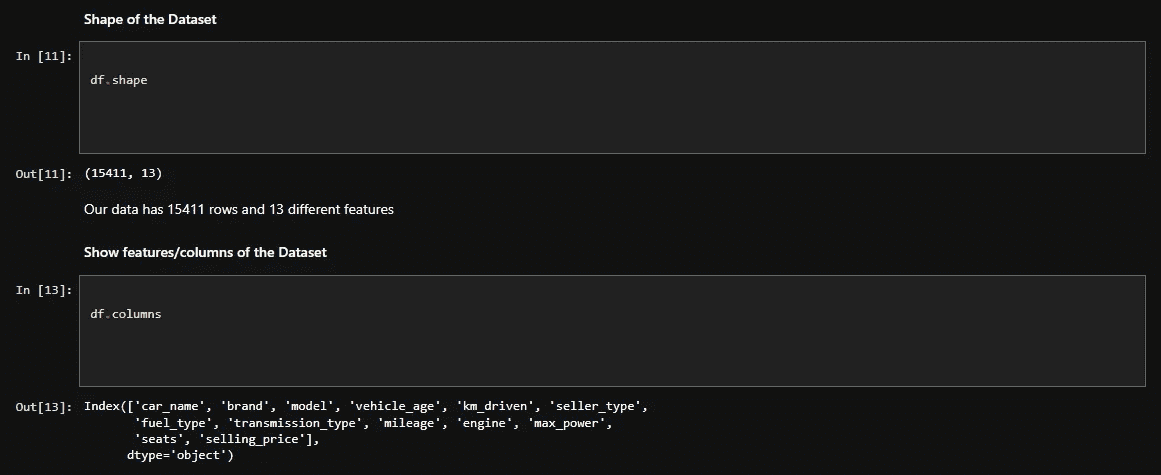 Shape of the Dataset
In [11]:
df.shape
Out[11]: (15411, 13)
Our data has 15411 rows and 13 different features
Show features/columns of the Dataset
In [13]:
df.columns
Out[13]: Index(['car_name', 'brand', 'model', 'vehicle_age', 'km_driven', 'seller_type',
'fuel_type', 'transmission_type', 'mileage', 'engine', 'max_power',
'seats', 'selling_price'],
dtype='object')